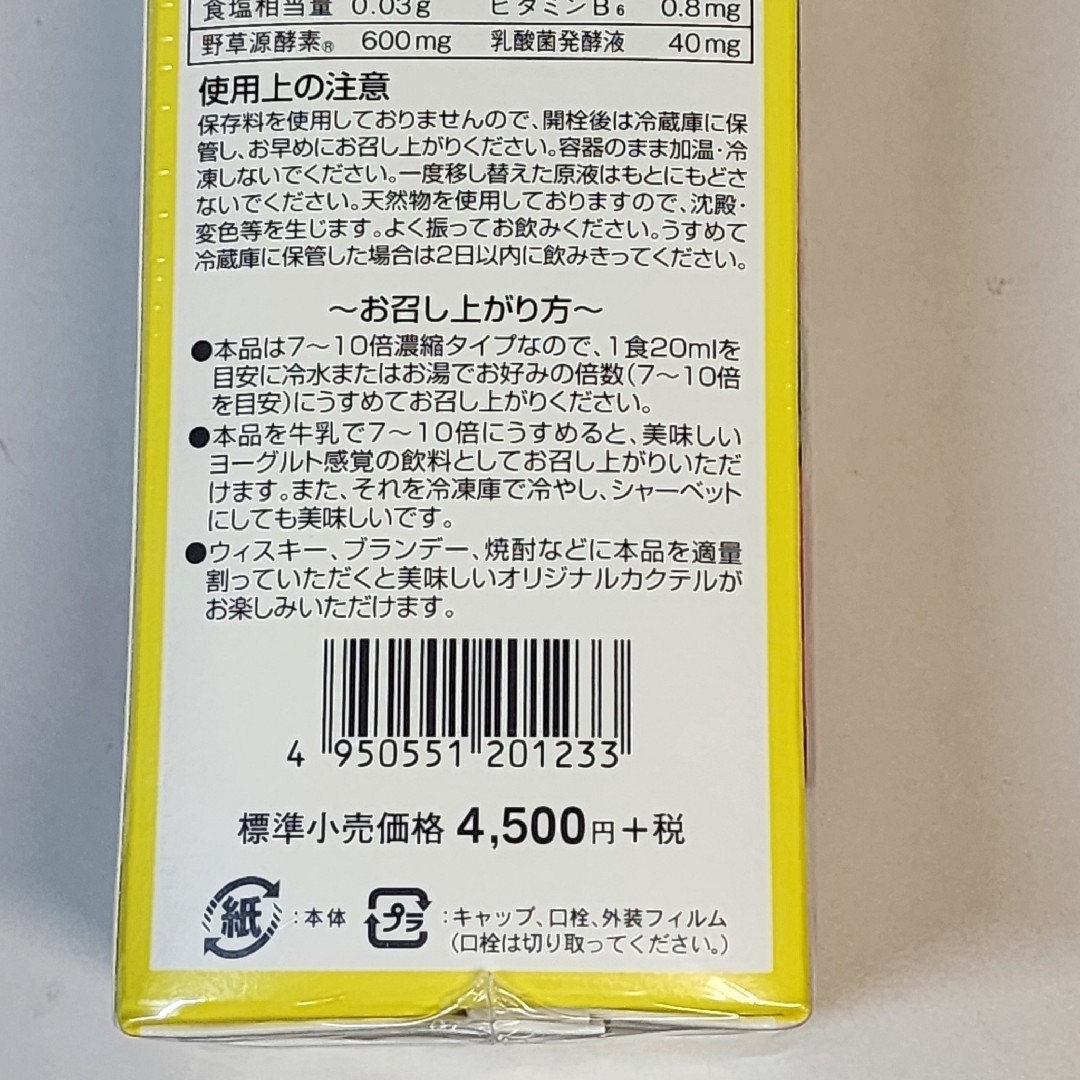 食塩相当量 0.03g ビタミンB6 0.8mg
野草源酵素® 600mg 乳酸菌発酵液 40mg
使用上の注意
保存料を使用しておりませんので、開栓後は冷蔵庫に保
管し、お早めにお召し上がりください。容器のまま加温・冷
凍しないでください。一度移し替えた原液はもとにもどさ
ないでください。天然物を使用しておりますので、沈殿・
変色等を生じます。よく振ってお飲みください。うすめて
冷蔵庫に保管した場合は2日以内に飲みきってください。
〜お召し上がり方〜
●本品は7〜10倍濃縮タイプなので、1食20mlを
目安に冷水またはお湯でお好みの倍数(7〜10倍
を目安)にうすめてお召し上がりください。
●本品を牛乳で7〜10倍にうすめると、美味しい
ヨーグルト感覚の飲料としてお召し上がりいただ
けます。また、それを冷凍庫で冷やし、シャーベット
にしても美味しいです。
●ウィスキー、ブランデー、焼酎などに本品を適量
割っていただくと美味しいオリジナルカクテルが
お楽しみいただけます。
4 950551 201233
標準小売価格 4,500円+税
紙 :本体 プラ :キャップ、口栓、外装フィルム
(口栓は切り取ってください。)